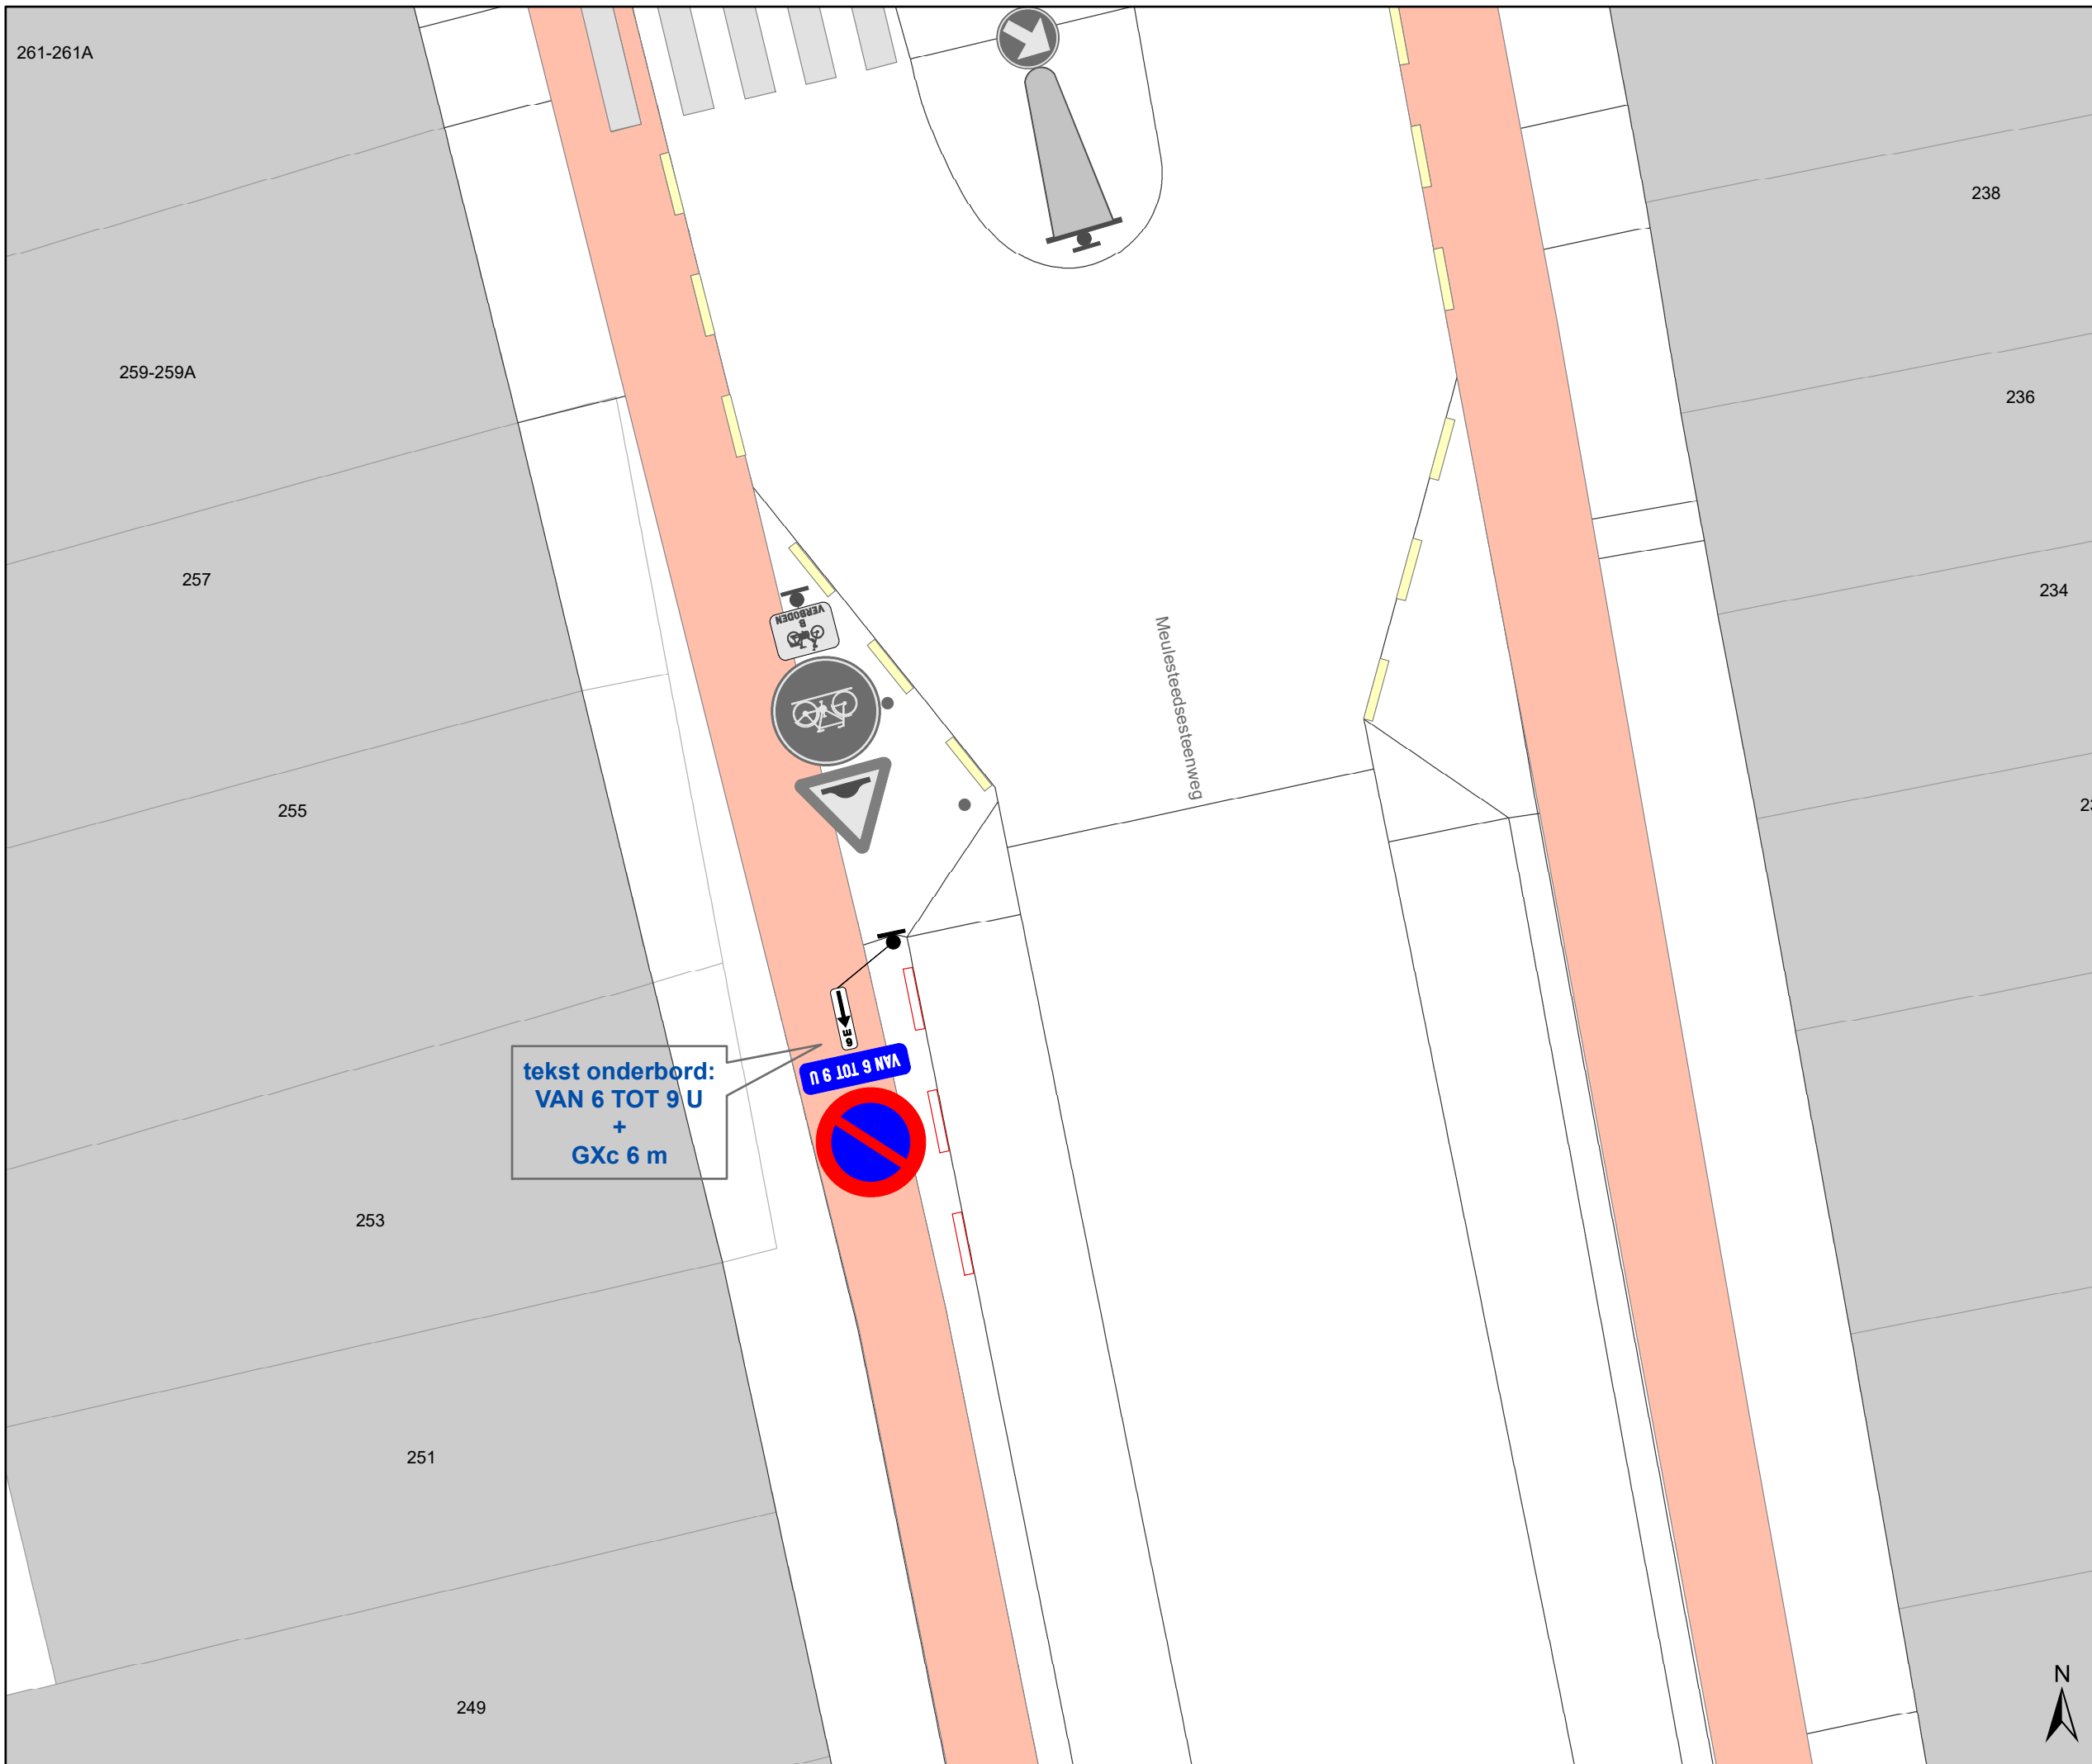 261-261A
238
259-259A
236
257
234
VERBODEN
B
Meulesteedsesteenweg
255
6 m
VAN 6 TOT 9 U
tekst onderbord:
VAN 6 TOT 9 U
+
GXc 6 m
253
251
249
N